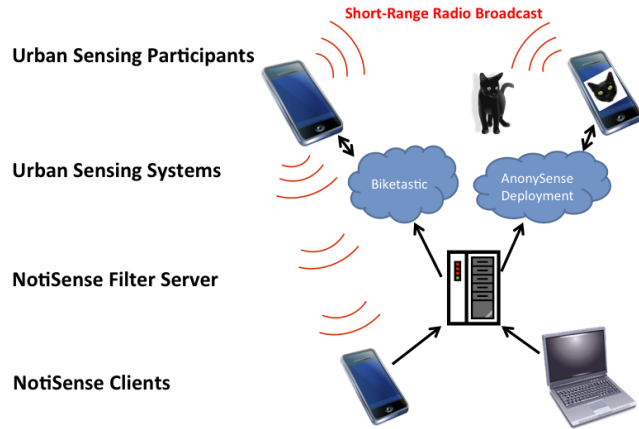 Short-Range Radio Broadcast
Urban Sensing Participants
Urban Sensing Systems
Biketastic
AnonySense
Deployment
NotiSense Filter Server
NotiSense Clients